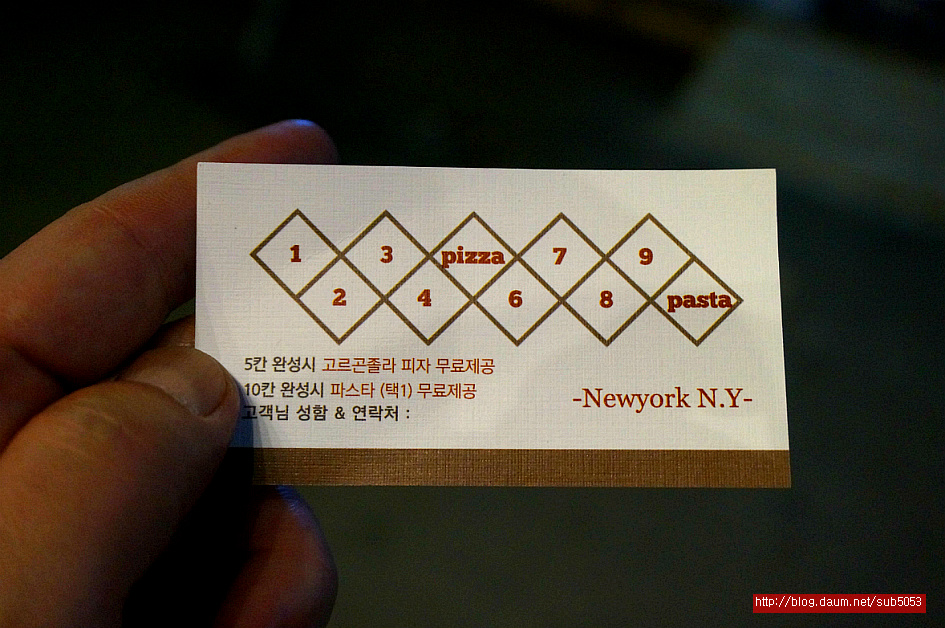 1 3 pizza 7 9
2 4 6 8 pasta
5칸 완성시 고르곤졸라 피자 무료제공
10칸 완성시 파스타 (택1) 무료제공
고객님 성함 & 연락처 :
-Newyork N.Y-
http://blog.daum.net/sub5053